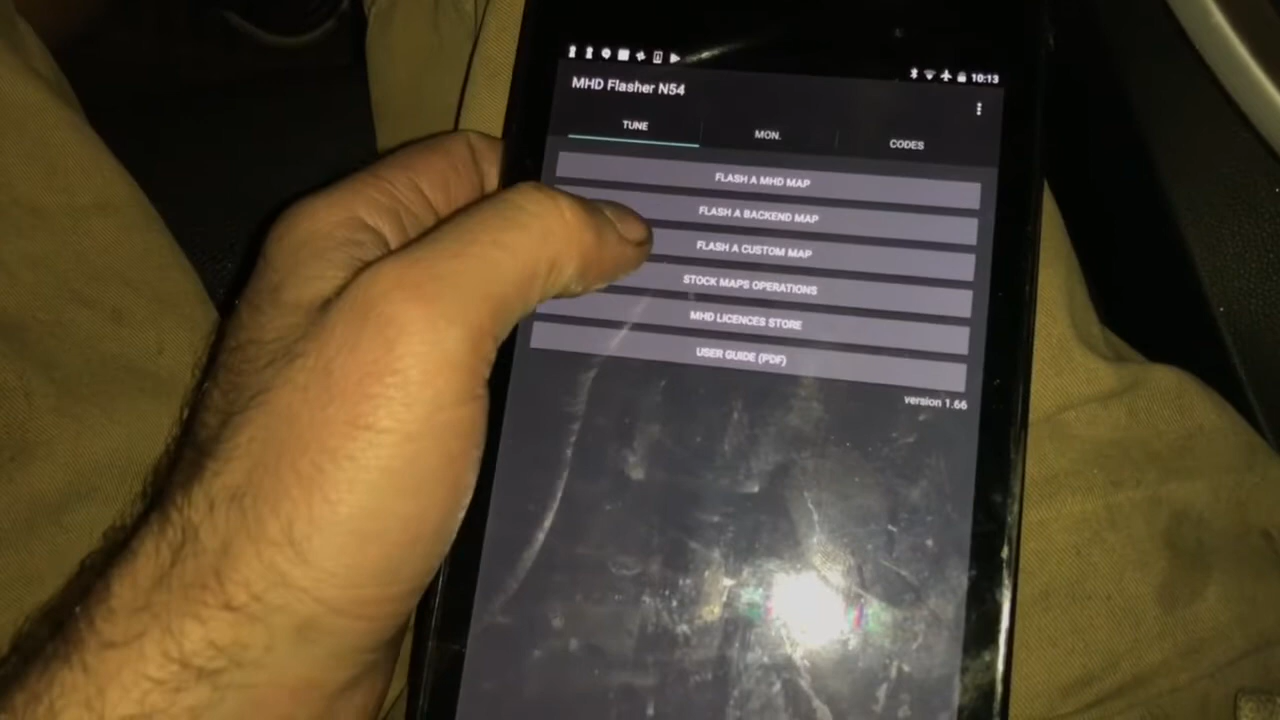 10:13
MHD Flasher N54
TUNE
MON.
CODES
FLASH A MHD MAP
FLASH A BACKEND MAP
FLASH A CUSTOM MAP
STOCK MAPS OPERATIONS
MHD LICENCES STORE
USER GUIDE (PDF)
version 1.66